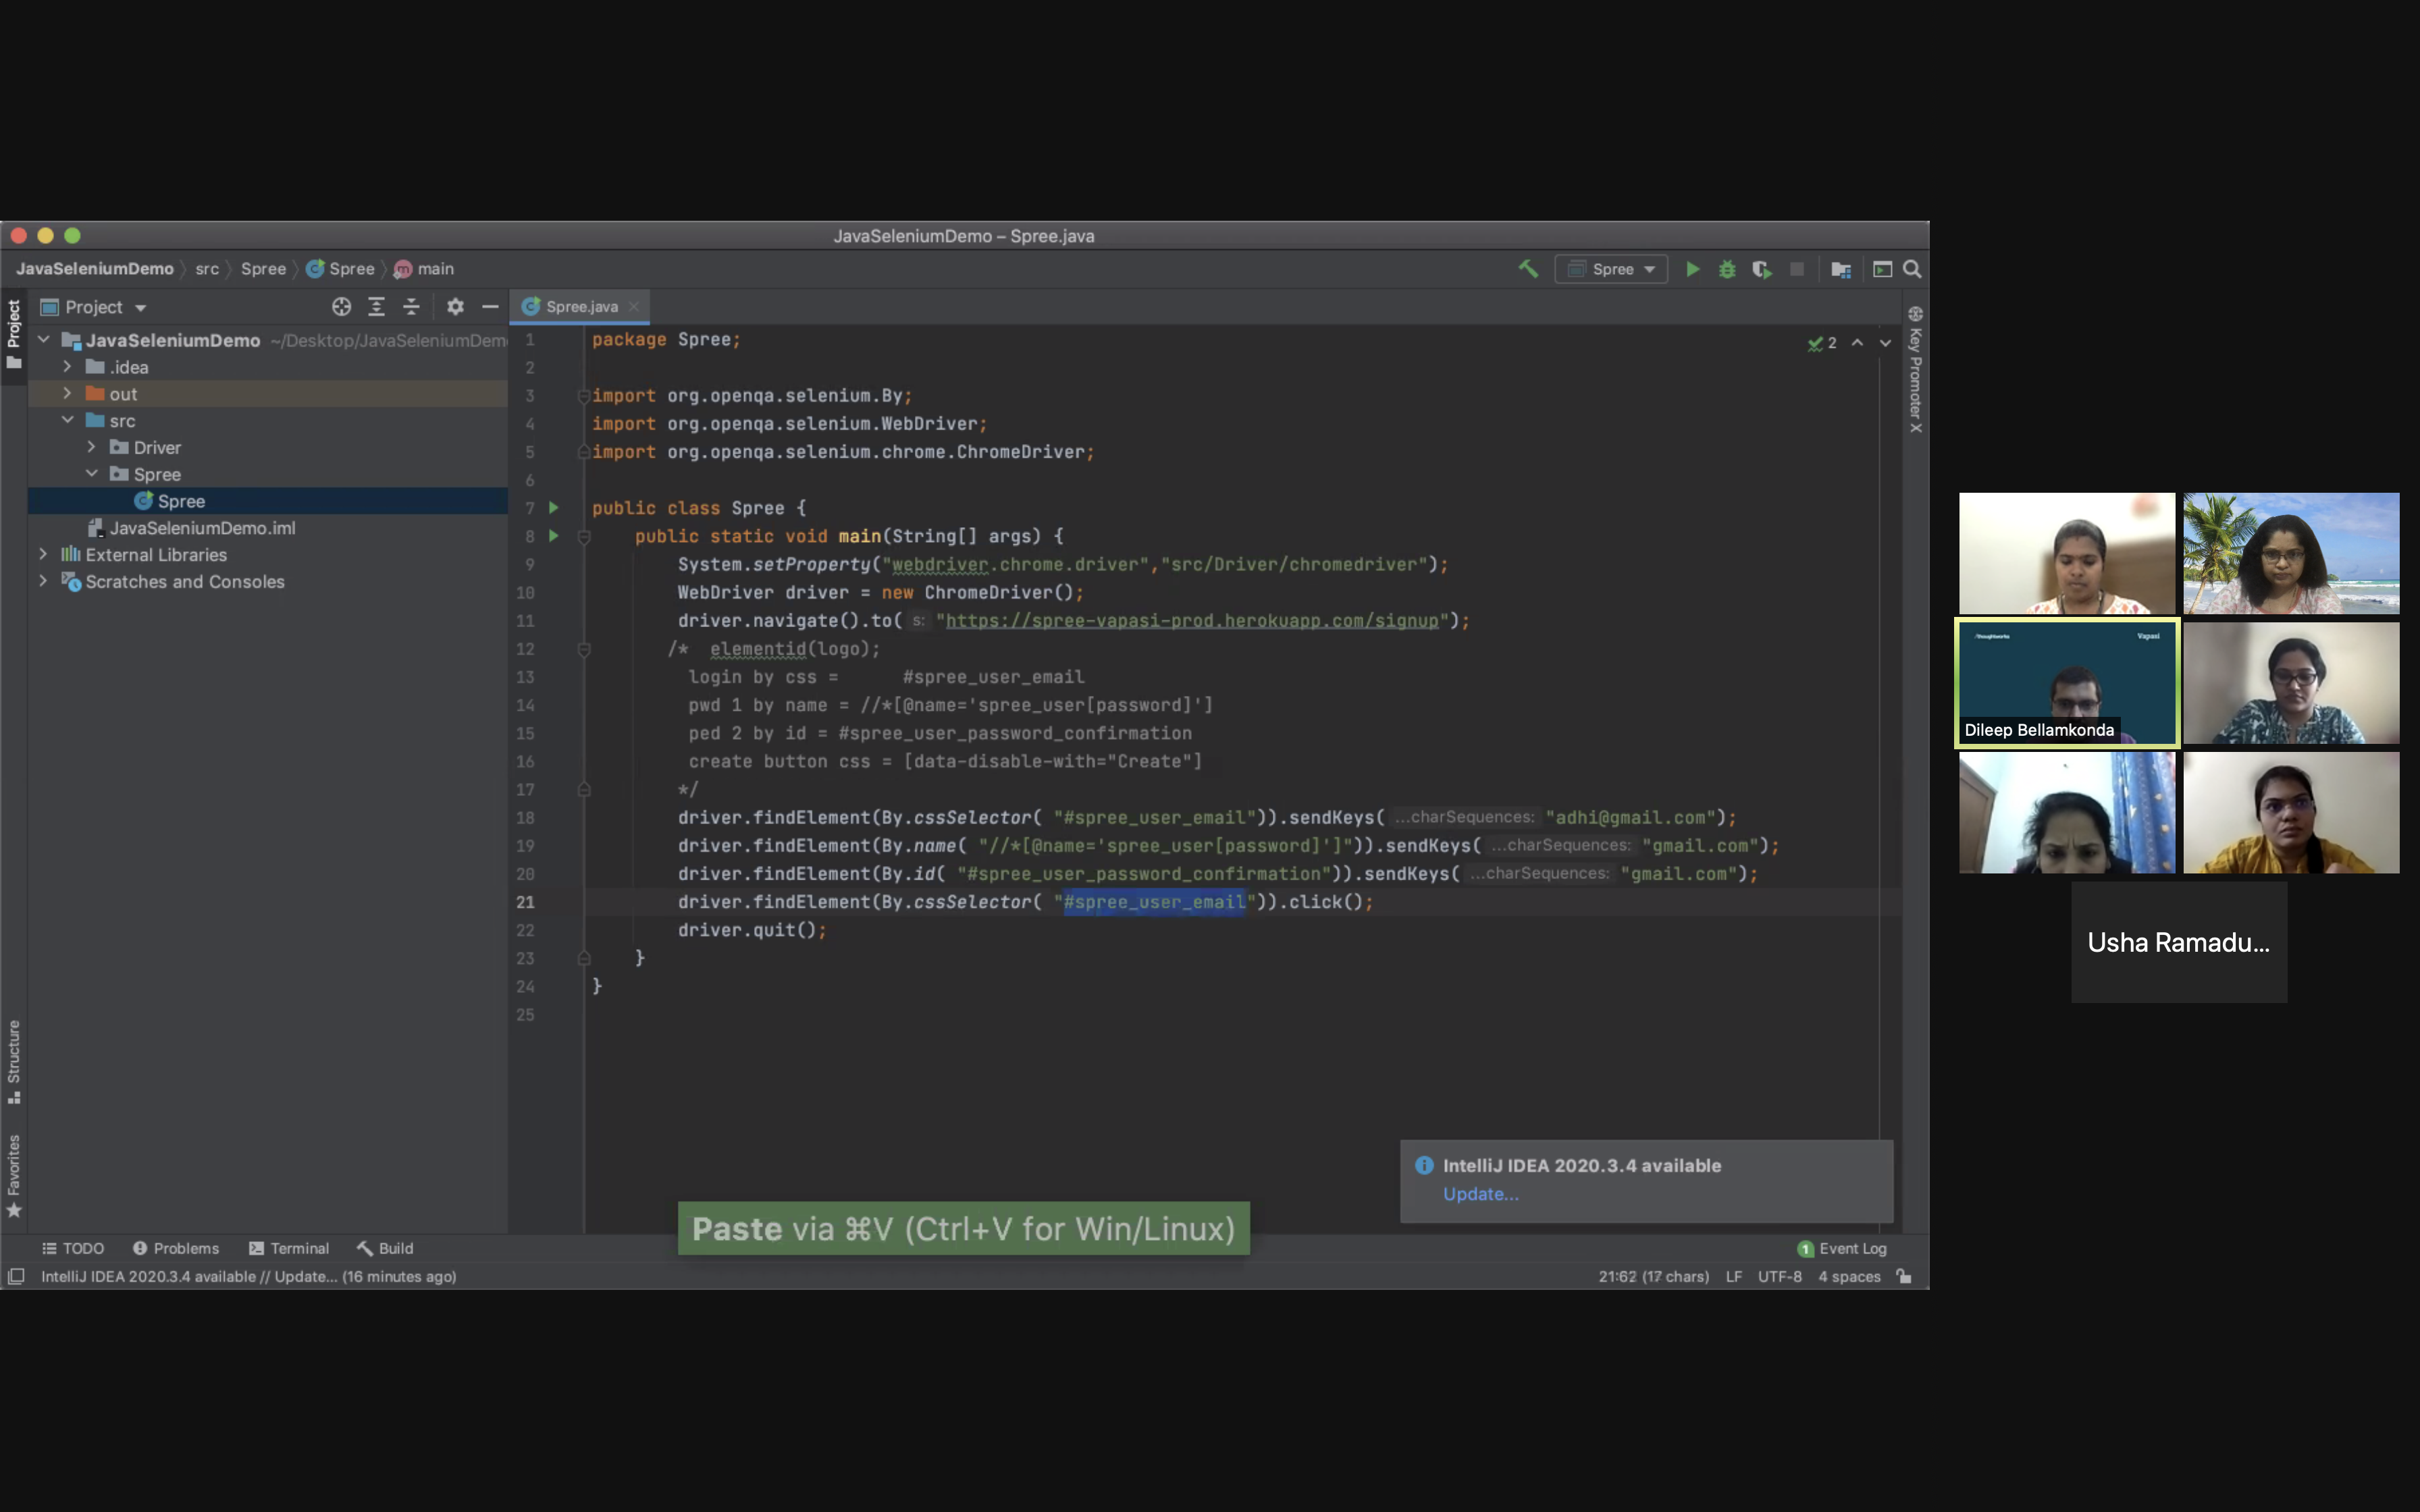 JavaSeleniumDemo – Spree.java
JavaSeleniumDemo src Spree Spree main
Spree
Project
Project
Spree.java
JavaSeleniumDemo ~/Desktop/JavaSeleniumDem
.idea
out
src
Driver
Spree
Spree
JavaSeleniumDemo.iml
External Libraries
Scratches and Consoles
Structure
Favorites
2
Key Promoter X
1 package Spree;
2
3 import org.openqa.selenium.By;
4 import org.openqa.selenium.WebDriver;
5 import org.openqa.selenium.chrome.ChromeDriver;
6
7 public class Spree {
8 public static void main(String[] args) {
9 System.setProperty("webdriver.chrome.driver","src/Driver/chromedriver");
10 WebDriver driver = new ChromeDriver();
11 driver.navigate().to( s: "https://spree-vapasi-prod.herokuapp.com/signup");
12 /* elementid(logo);
13 login by css = #spree_user_email
14 pwd 1 by name = //*[@name='spree_user[password]']
15 ped 2 by id = #spree_user_password_confirmation
16 create button css = [data-disable-with="Create"]
17 */
18 driver.findElement(By.cssSelector( "#spree_user_email")).sendKeys( ...charSequences: "adhi@gmail.com");
19 driver.findElement(By.name( "//*[@name='spree_user[password]']")).sendKeys( ...charSequences: "gmail.com");
20 driver.findElement(By.id( "#spree_user_password_confirmation")).sendKeys( ...charSequences: "gmail.com");
21 driver.findElement(By.cssSelector( "#spree_user_email")).click();
22 driver.quit();
23 }
24 }
25
IntelliJ IDEA 2020.3.4 available
Update...
Paste via ⌘V (Ctrl+V for Win/Linux)
TODO Problems Terminal Build
1 Event Log
IntelliJ IDEA 2020.3.4 available // Update... (16 minutes ago)
21:62 (17 chars) LF UTF-8 4 spaces
/thoughtworks
Vapasi
Dileep Bellamkonda
Usha Ramadu...